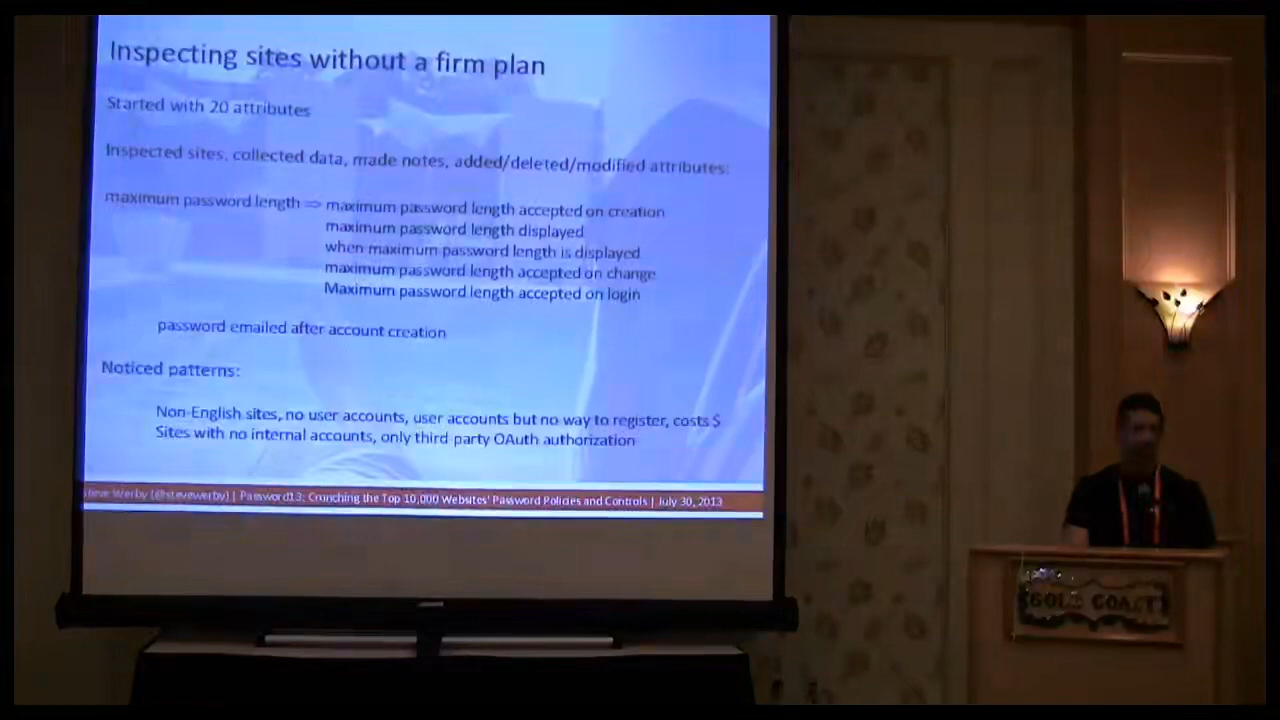 Inspecting sites without a firm plan
Started with 20 attributes
Inspected sites, collected data, made notes, added/deleted/modified attributes:
maximum password length => maximum password length accepted on creation
maximum password length displayed
when maximum password length is displayed
maximum password length accepted on change
Maximum password length accepted on login
password emailed after account creation
Noticed patterns:
Non-English sites, no user accounts, user accounts but no way to register, costs $
Sites with no internal accounts, only third party OAuth authorization
Steve Werby (@stevewerby) | Password13: Crunching the Top 10,000 Websites' Password Policies and Controls | July 30, 2013
GOLD COAST